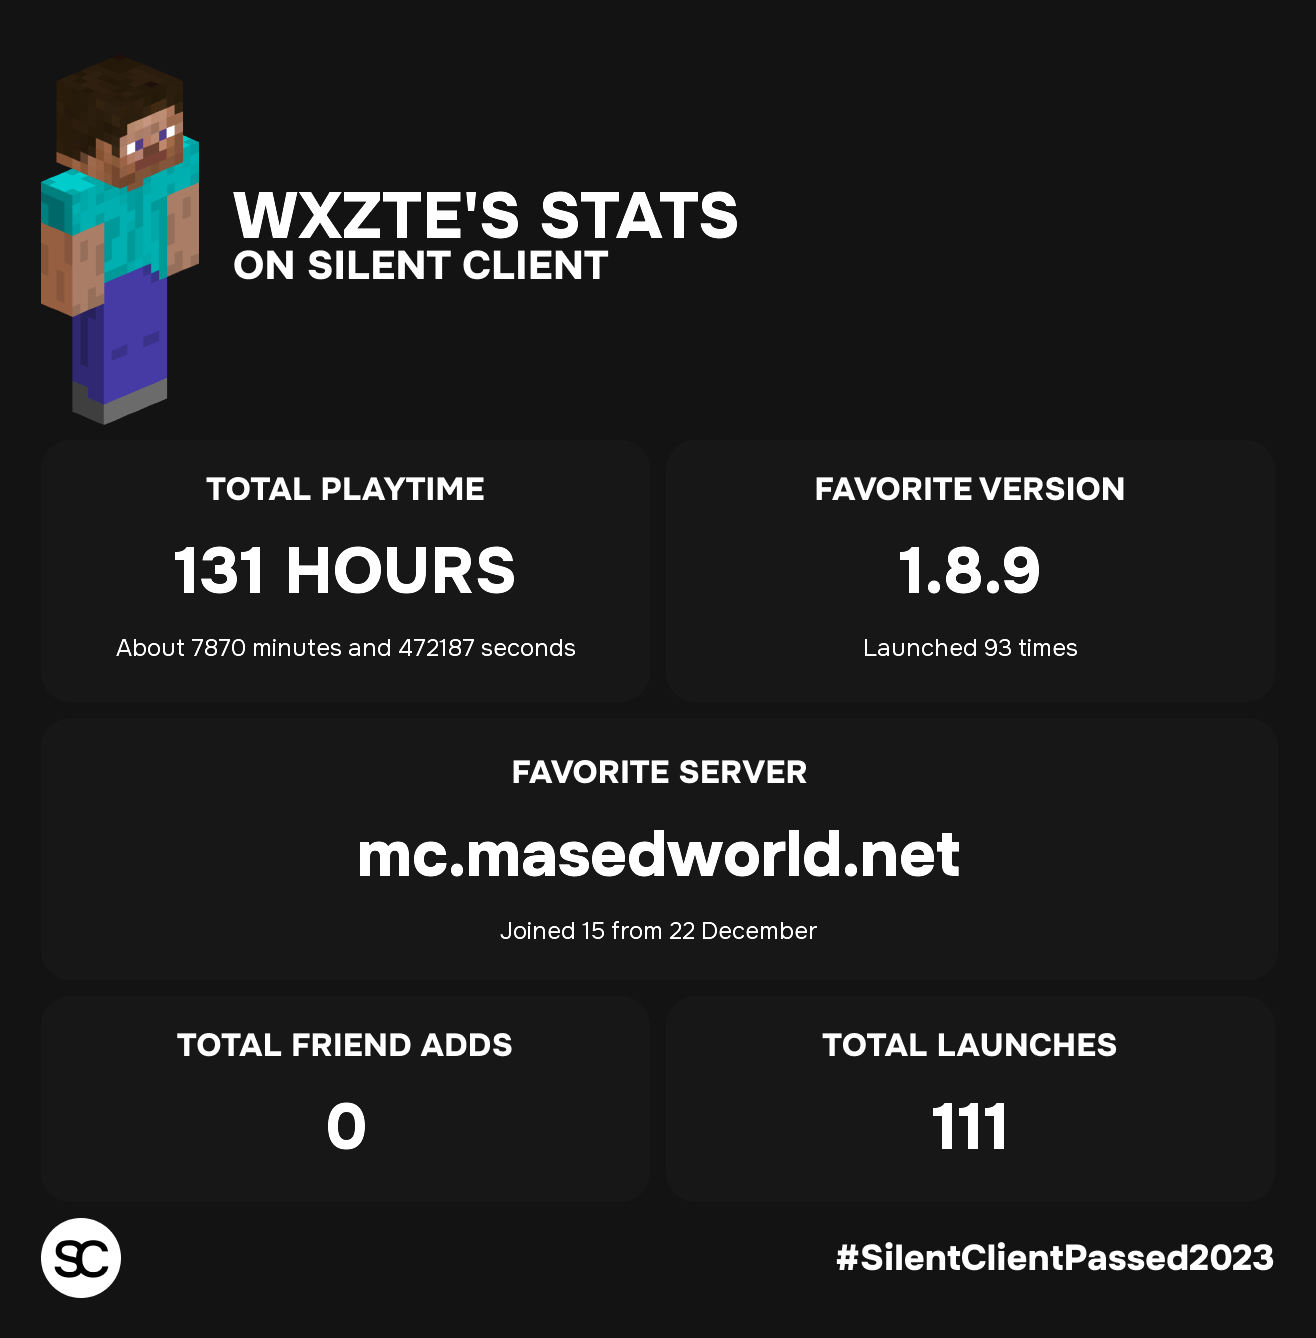 WXZTE'S STATS
ON SILENT CLIENT
TOTAL PLAYTIME
131 HOURS
About 7870 minutes and 472187 seconds
FAVORITE VERSION
1.8.9
Launched 93 times
FAVORITE SERVER
mc.masedworld.net
Joined 15 from 22 December
TOTAL FRIEND ADDS
0
TOTAL LAUNCHES
111
SC
#SilentClientPassed2023